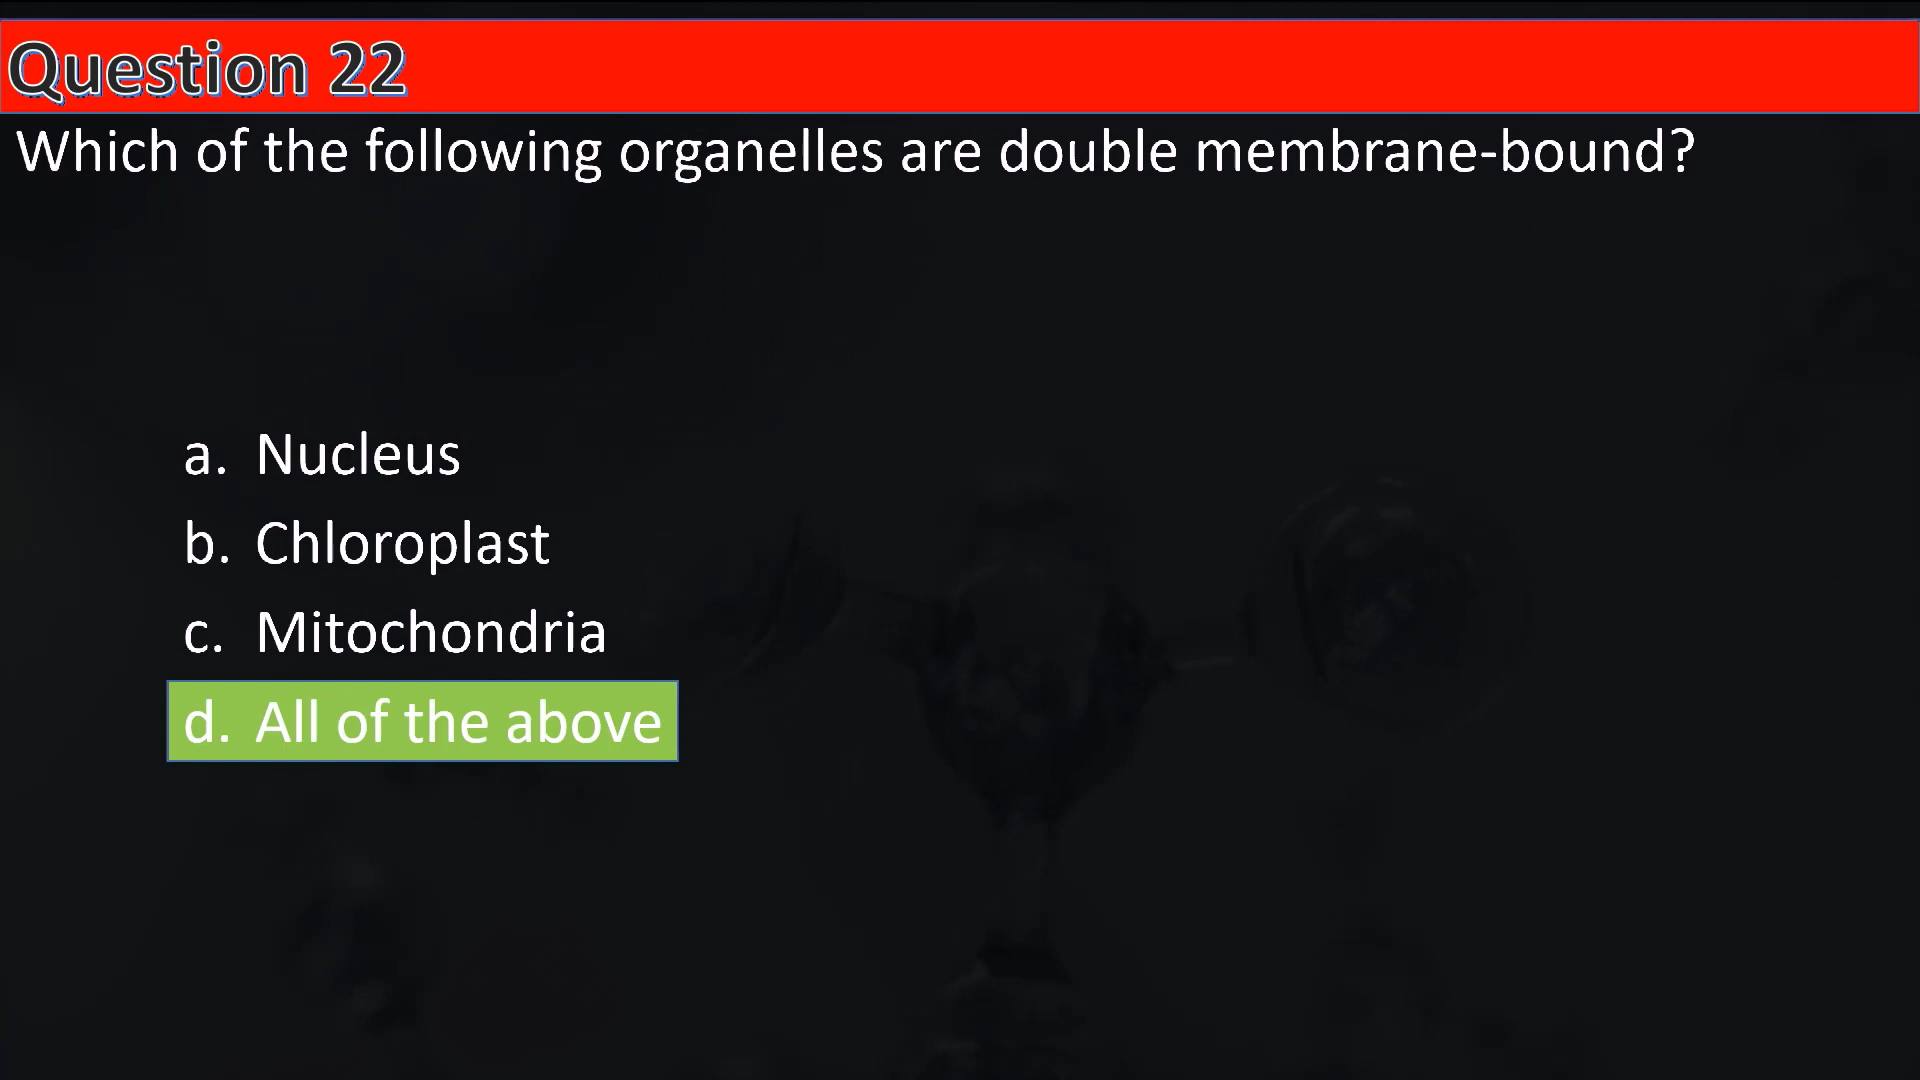 Question 22
Which of the following organelles are double membrane-bound?
a. Nucleus
b. Chloroplast
c. Mitochondria
d. All of the above